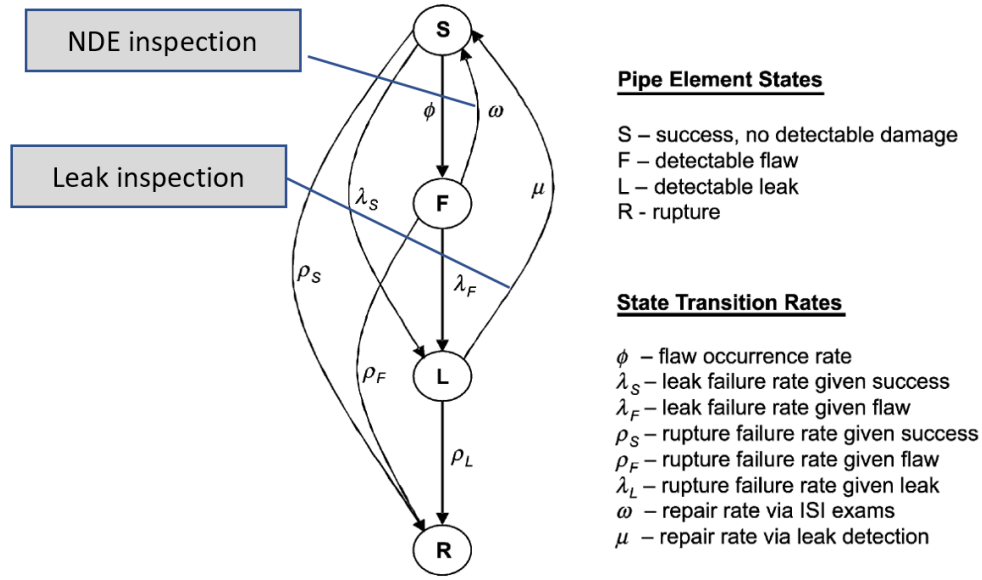 NDE inspection
Leak inspection
S
ϕ
ω
F
λS
μ
ρS
λF
ρF
L
ρL
R
Pipe Element States
S – success, no detectable damage
F – detectable flaw
L – detectable leak
R - rupture
State Transition Rates
ϕ – flaw occurrence rate
λS – leak failure rate given success
λF – leak failure rate given flaw
ρS – rupture failure rate given success
ρF – rupture failure rate given flaw
λL – rupture failure rate given leak
ω – repair rate via ISI exams
μ – repair rate via leak detection